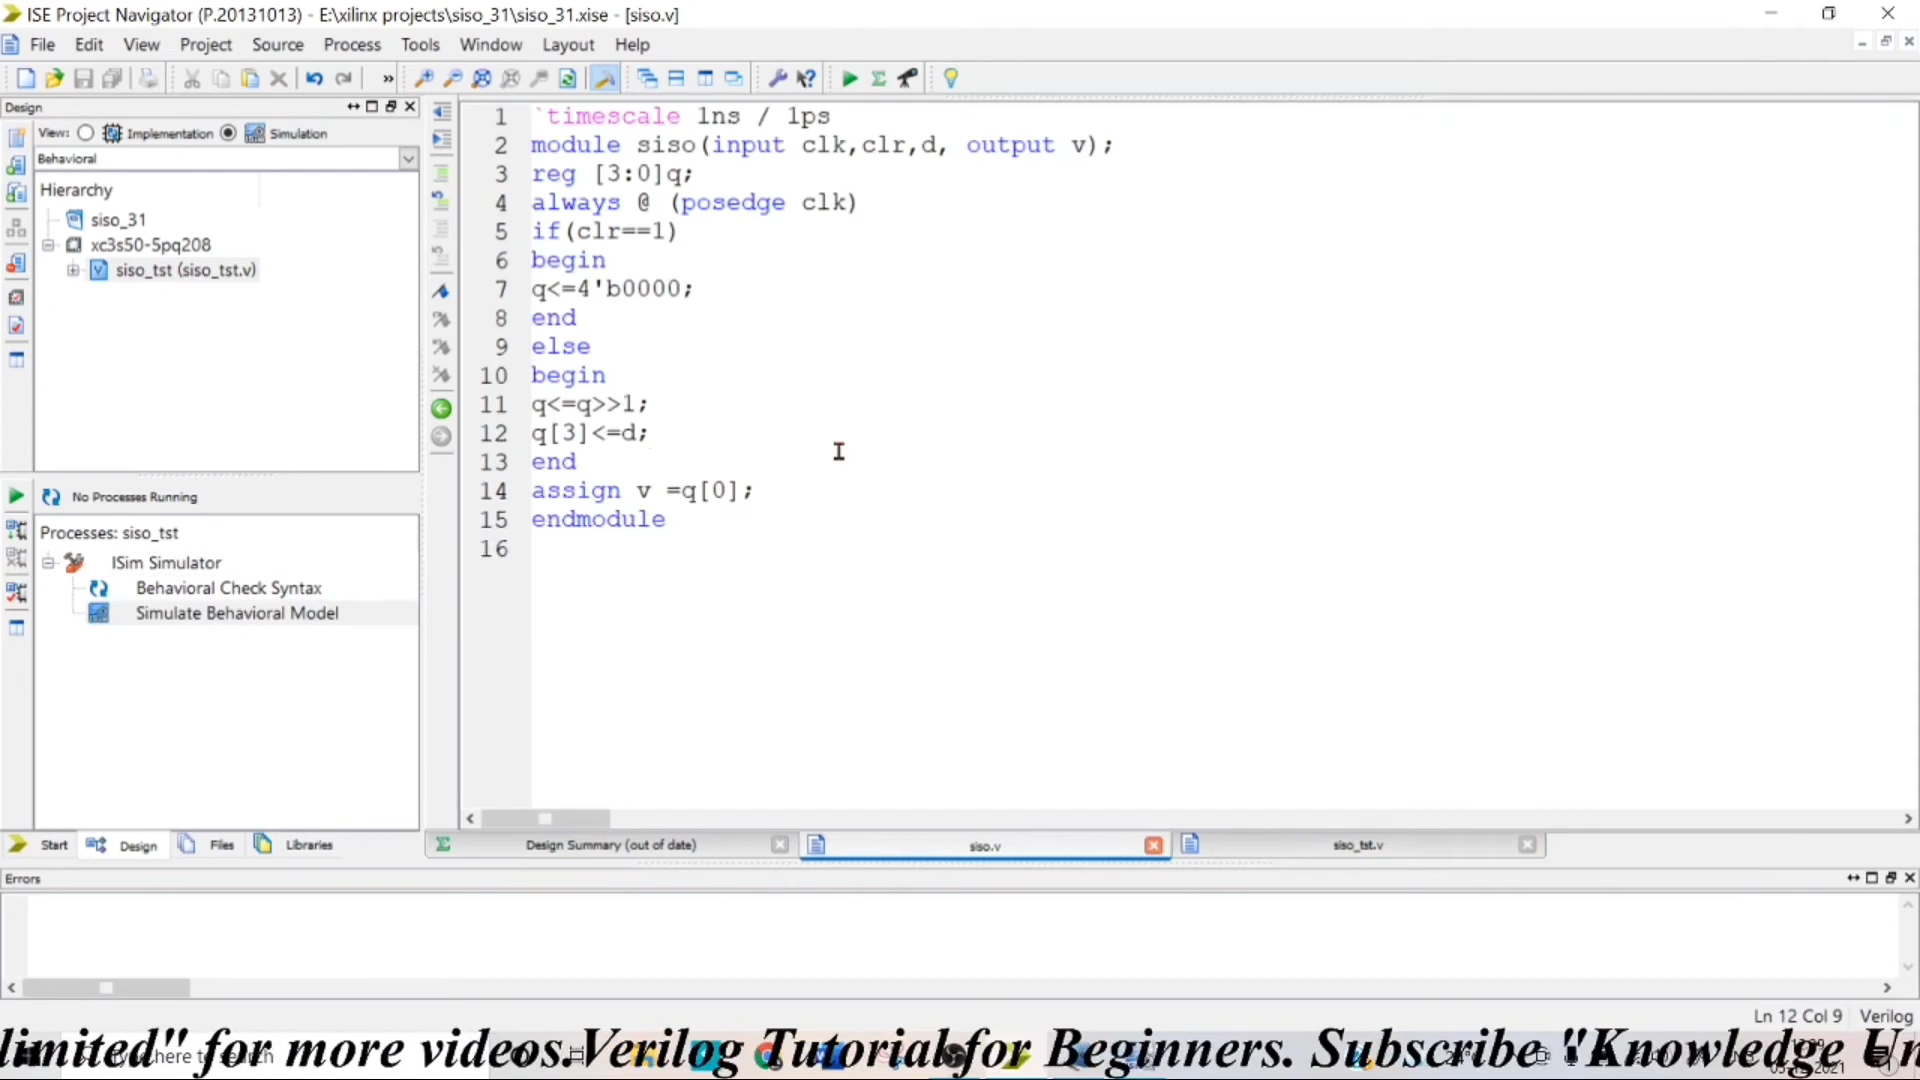 ISE Project Navigator (P.20131013) - E:\xilinx projects\siso_31\siso_31.xise - [siso.v]
File Edit View Project Source Process Tools Window Layout Help
»
Design
View: Implementation Simulation
Behavioral
Hierarchy
siso_31
xc3s50-5pq208
siso_tst (siso_tst.v)
No Processes Running
Processes: siso_tst
ISim Simulator
Behavioral Check Syntax
Simulate Behavioral Model
1 `timescale 1ns / 1ps
2 module siso(input clk,clr,d, output v);
3 reg [3:0]q;
4 always @ (posedge clk)
5 if(clr==1)
6 begin
7 q<=4'b0000;
8 end
9 else
10 begin
11 q<=q>>1;
12 q[3]<=d;
13 end
14 assign v =q[0];
15 endmodule
16
Start Design Files Libraries
Design Summary (out of date) siso.v siso_tst.v
Errors
Ln 12 Col 9 Verilog
limited" for more videos.Verilog Tutorial for Beginners. Subscribe "Knowledge Un
here to search